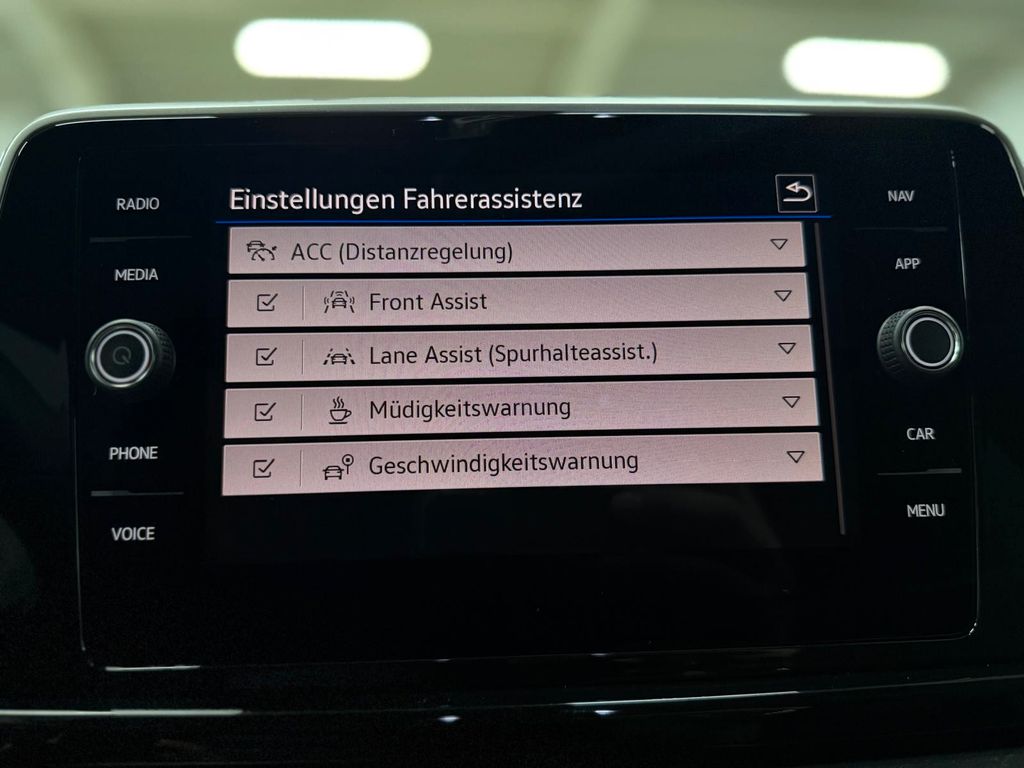 RADIO
MEDIA
PHONE
VOICE
Einstellungen Fahrerassistenz
ACC (Distanzregelung)
Front Assist
Lane Assist (Spurhalteassist.)
Müdigkeitswarnung
Geschwindigkeitswarnung
NAV
APP
CAR
MENU